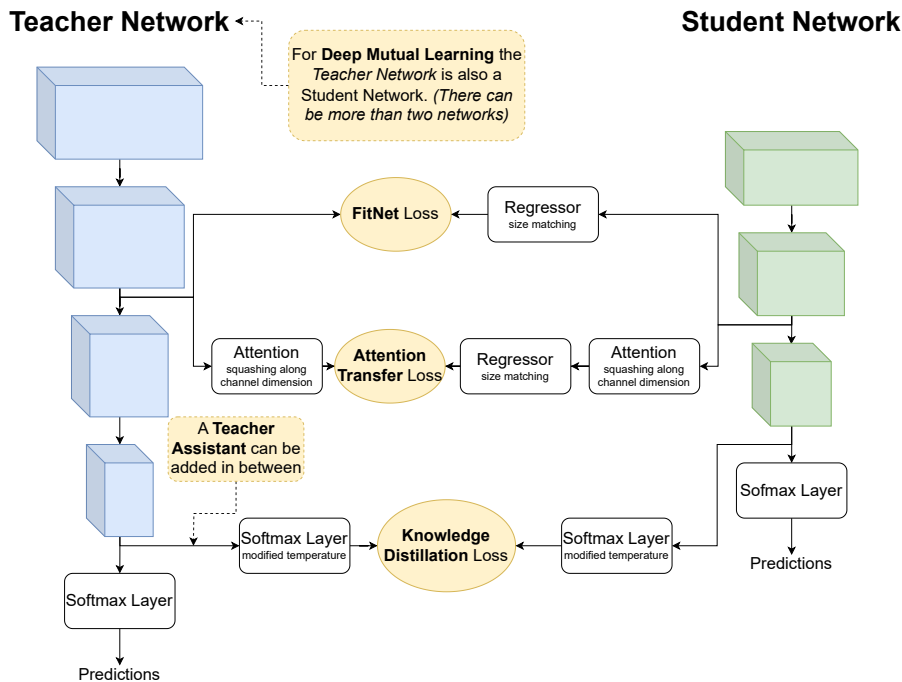 Teacher Network
Student Network
For Deep Mutual Learning the
Teacher Network is also a
Student Network. (There can
be more than two networks)
FitNet Loss
Regressor
size matching
Attention
squashing along
channel dimension
Attention
Transfer Loss
Regressor
size matching
Attention
squashing along
channel dimension
A Teacher
Assistant can be
added in between
Sofmax Layer
Softmax Layer
modified temperature
Knowledge
Distillation Loss
Softmax Layer
modified temperature
Predictions
Softmax Layer
Predictions